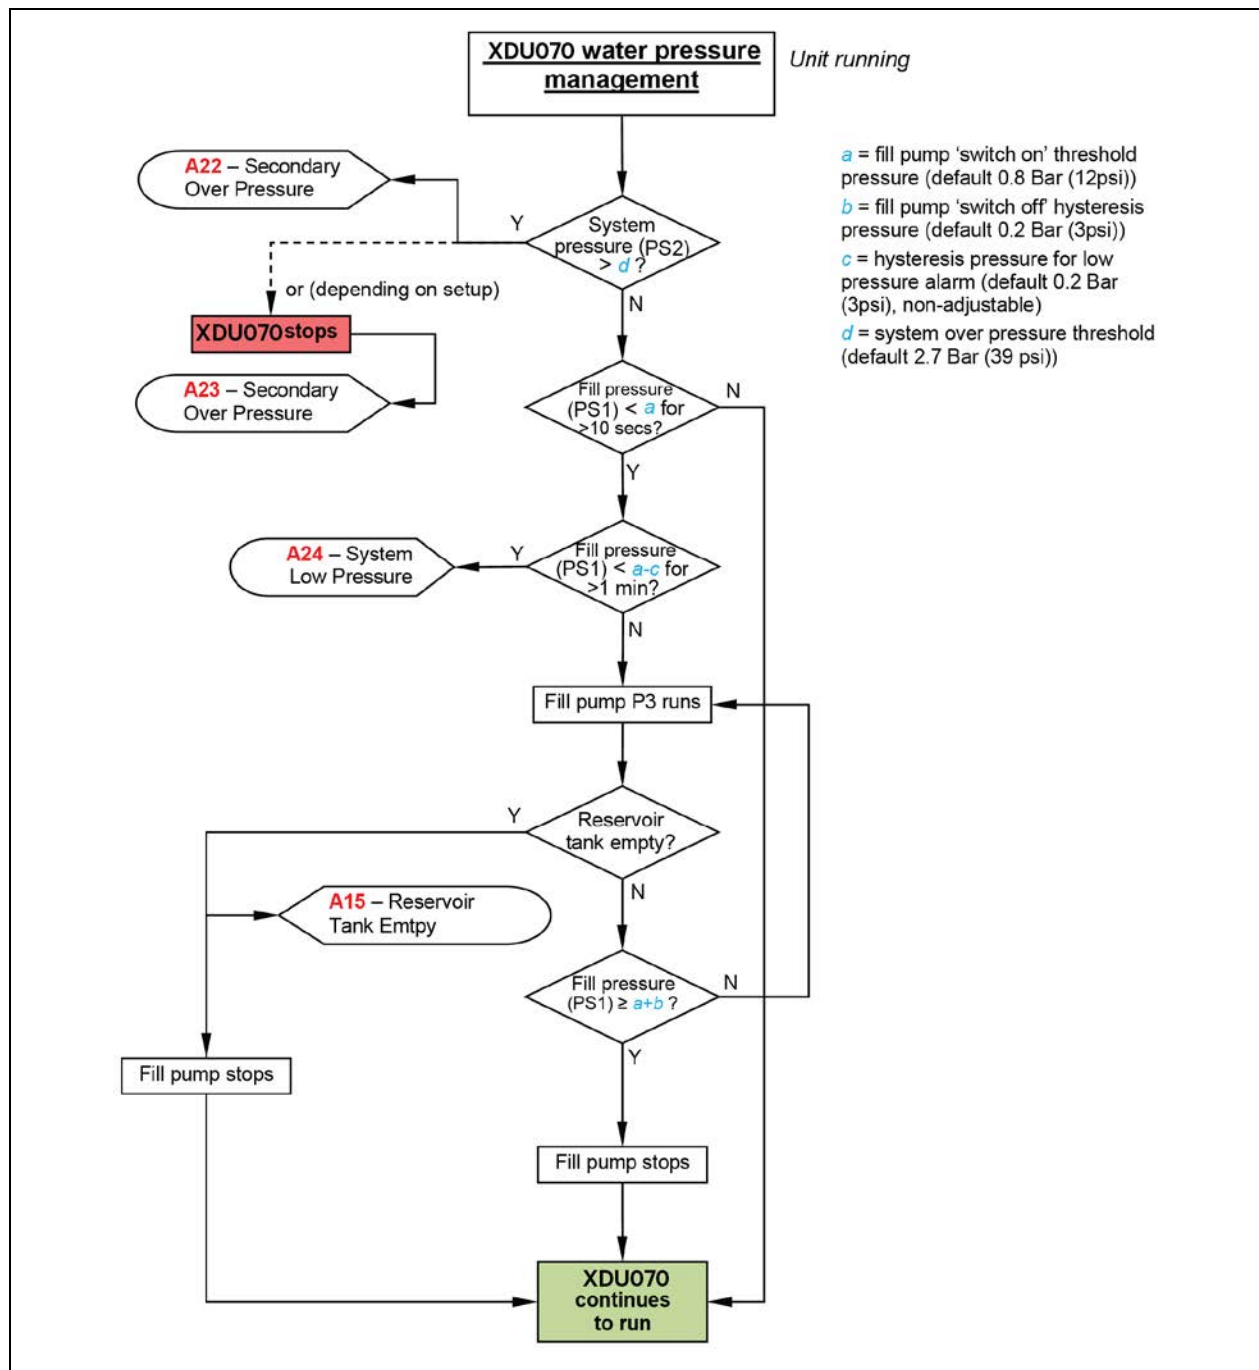 XDU070 water pressure
management
Unit running
a = fill pump ‘switch on’ threshold
pressure (default 0.8 Bar (12psi))
b = fill pump ‘switch off’ hysteresis
pressure (default 0.2 Bar (3psi))
c = hysteresis pressure for low
pressure alarm (default 0.2 Bar
(3psi), non-adjustable)
d = system over pressure threshold
(default 2.7 Bar (39 psi))
A22 – Secondary
Over Pressure
Y
System
pressure (PS2)
> d ?
or (depending on setup)
N
XDU070 stops
A23 – Secondary
Over Pressure
Fill pressure
(PS1) < a for
>10 secs?
N
Y
A24 – System
Low Pressure
Y
Fill pressure
(PS1) < a-c for
>1 min?
N
Fill pump P3 runs
Y
Reservoir
tank empty?
N
A15 – Reservoir
Tank Emtpy
Fill pressure
(PS1) ≥ a+b ?
N
Y
Fill pump stops
Fill pump stops
XDU070
continues
to run